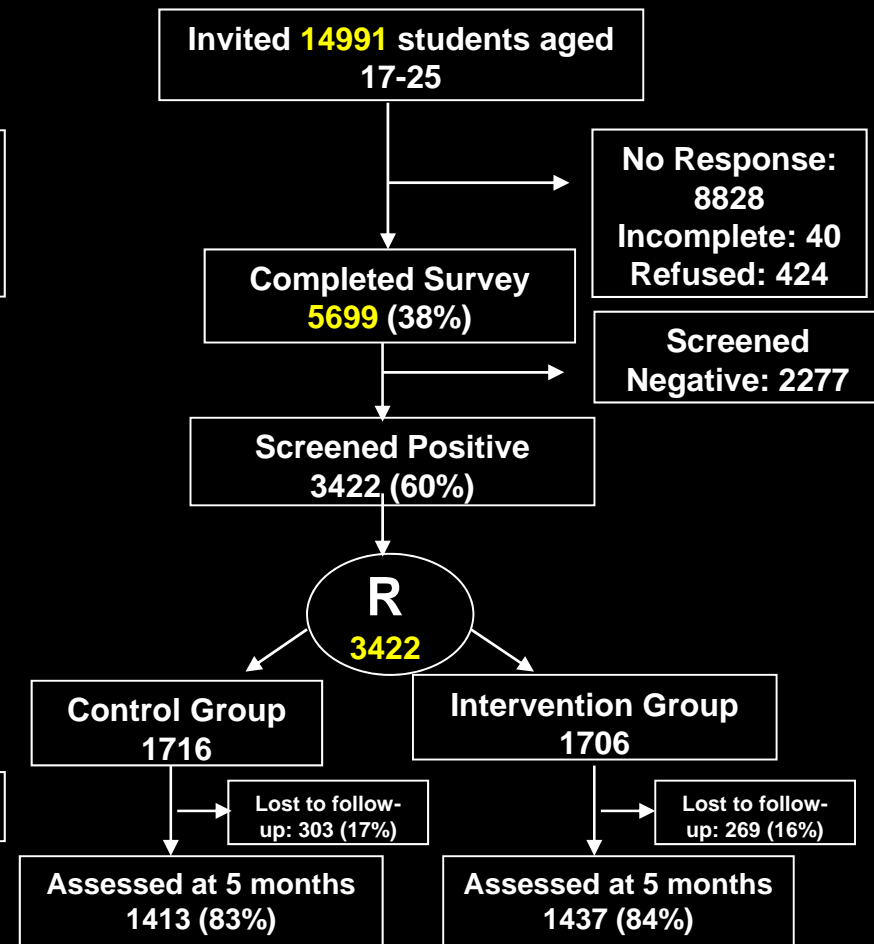 Invited 14991 students aged
17-25
No Response:
8828
Incomplete: 40
Refused: 424
Completed Survey
5699 (38%)
Screened
Negative: 2277
Screened Positive
3422 (60%)
R
3422
Control Group
1716
Intervention Group
1706
Lost to follow-
up: 303 (17%)
Lost to follow-
up: 269 (16%)
Assessed at 5 months
1413 (83%)
Assessed at 5 months
1437 (84%)